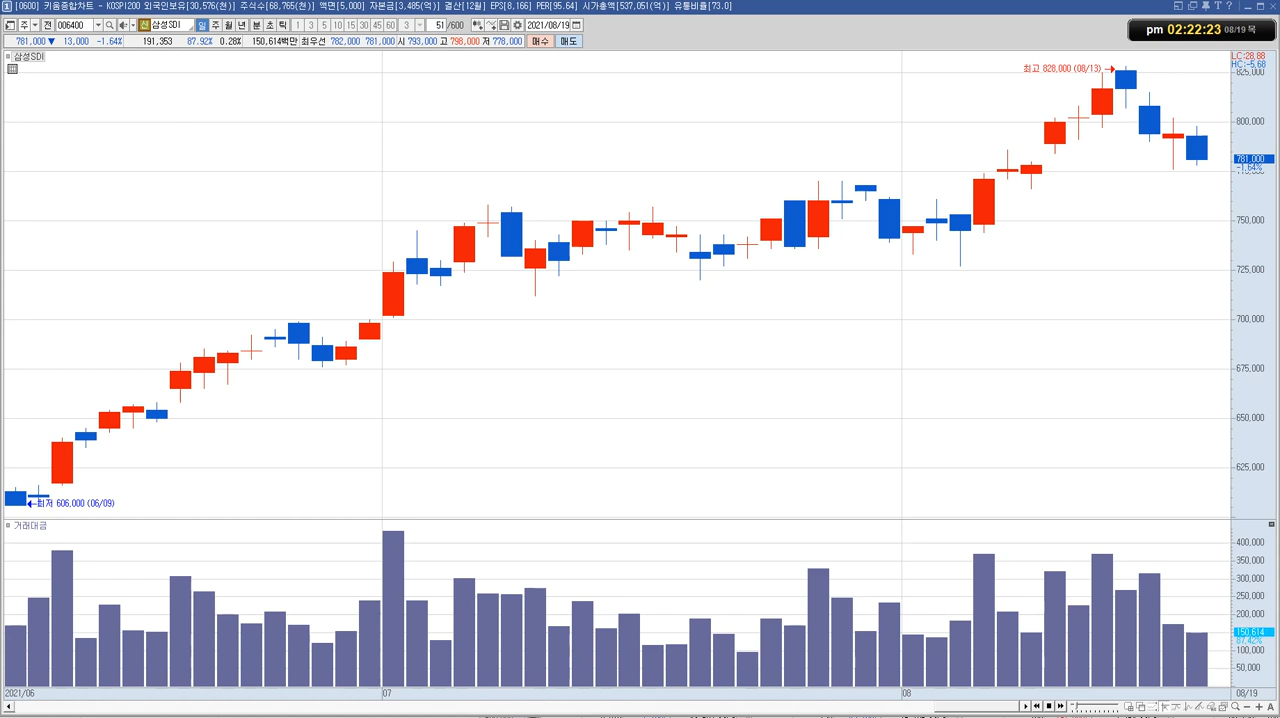 [0600] 키움종합차트 - KOSPI200 외국인보유[30,576(천)] 주식수[68,765(천)] 액면[5,000] 자본금[3,485(억)] 결산[12월] EPS[8,166] PER[95.64] 시가총액[537,051(억)] 유통비율[73.0]
주 006400 전 신 삼성SDI 일 주 월 년 분 초 틱 1 3 5 10 15 30 45 60 3 51 /600 2021/08/19
pm 02:22:23 08/19 목
781,000 ▼ 13,000 -1.64% 191,353 87.92% 0.28% 150,614백만 최우선 782,000 781,000 시 793,000 고 798,000 저 778,000 매수 매도
삼성SDI
LC:28.88
HC:-5.68
최고 828,000 (08/13)
825,000
800,000
781,000
-1.64%
775,000
750,000
725,000
700,000
675,000
650,000
625,000
최저 606,000 (06/09)
거래대금
400,000
350,000
300,000
250,000
200,000
150,614
87.42%
100,000
50,000
2021/06 07 08 08/19